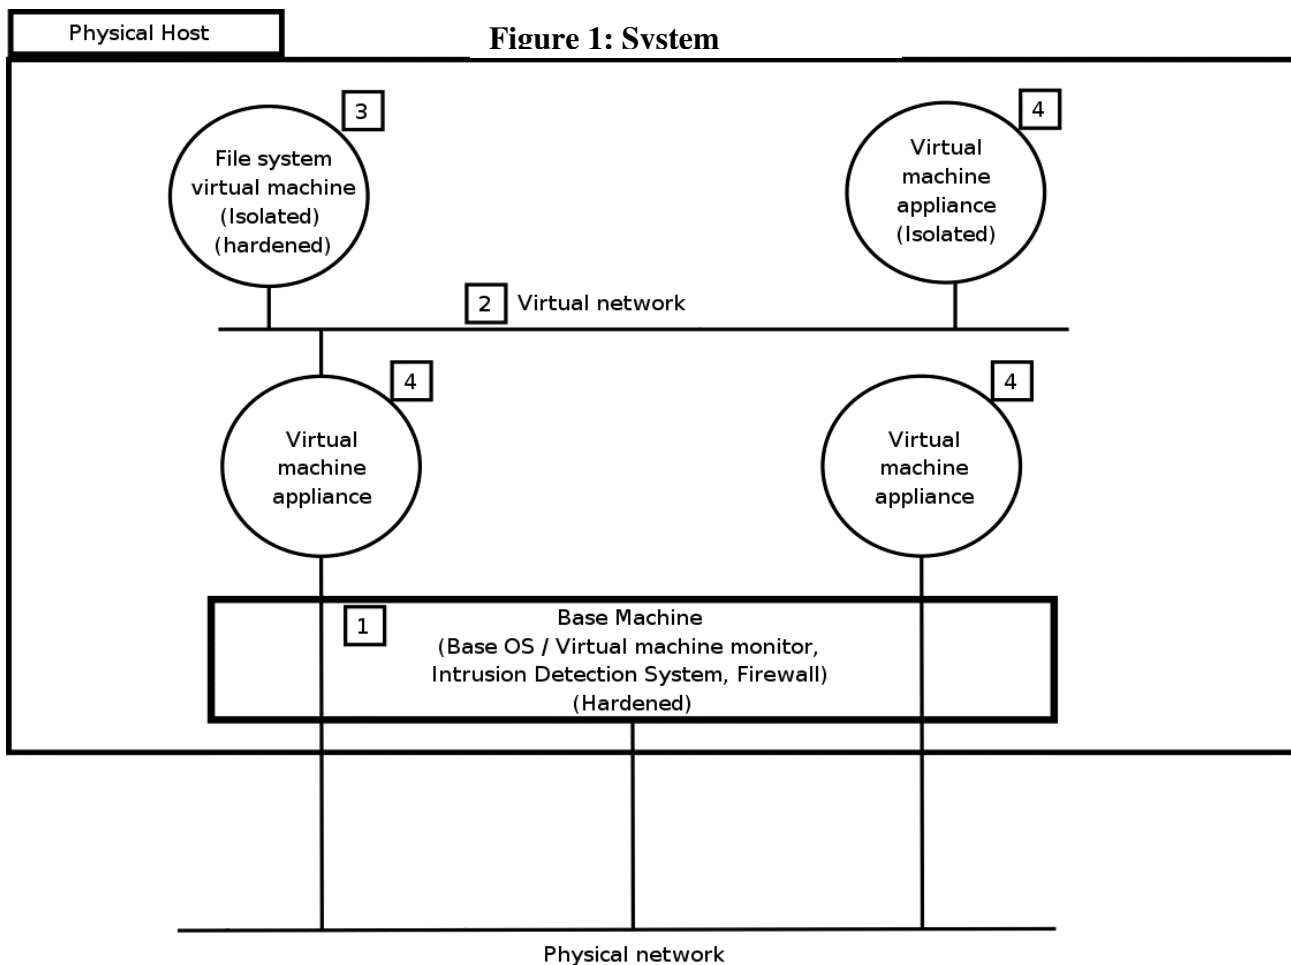 Physical Host
Figure 1: System
3
File system
virtual machine
(Isolated)
(hardened)
4
Virtual
machine
appliance
(Isolated)
2
Virtual network
4
Virtual
machine
appliance
4
Virtual
machine
appliance
1
Base Machine
(Base OS / Virtual machine monitor,
Intrusion Detection System, Firewall)
(Hardened)
Physical network